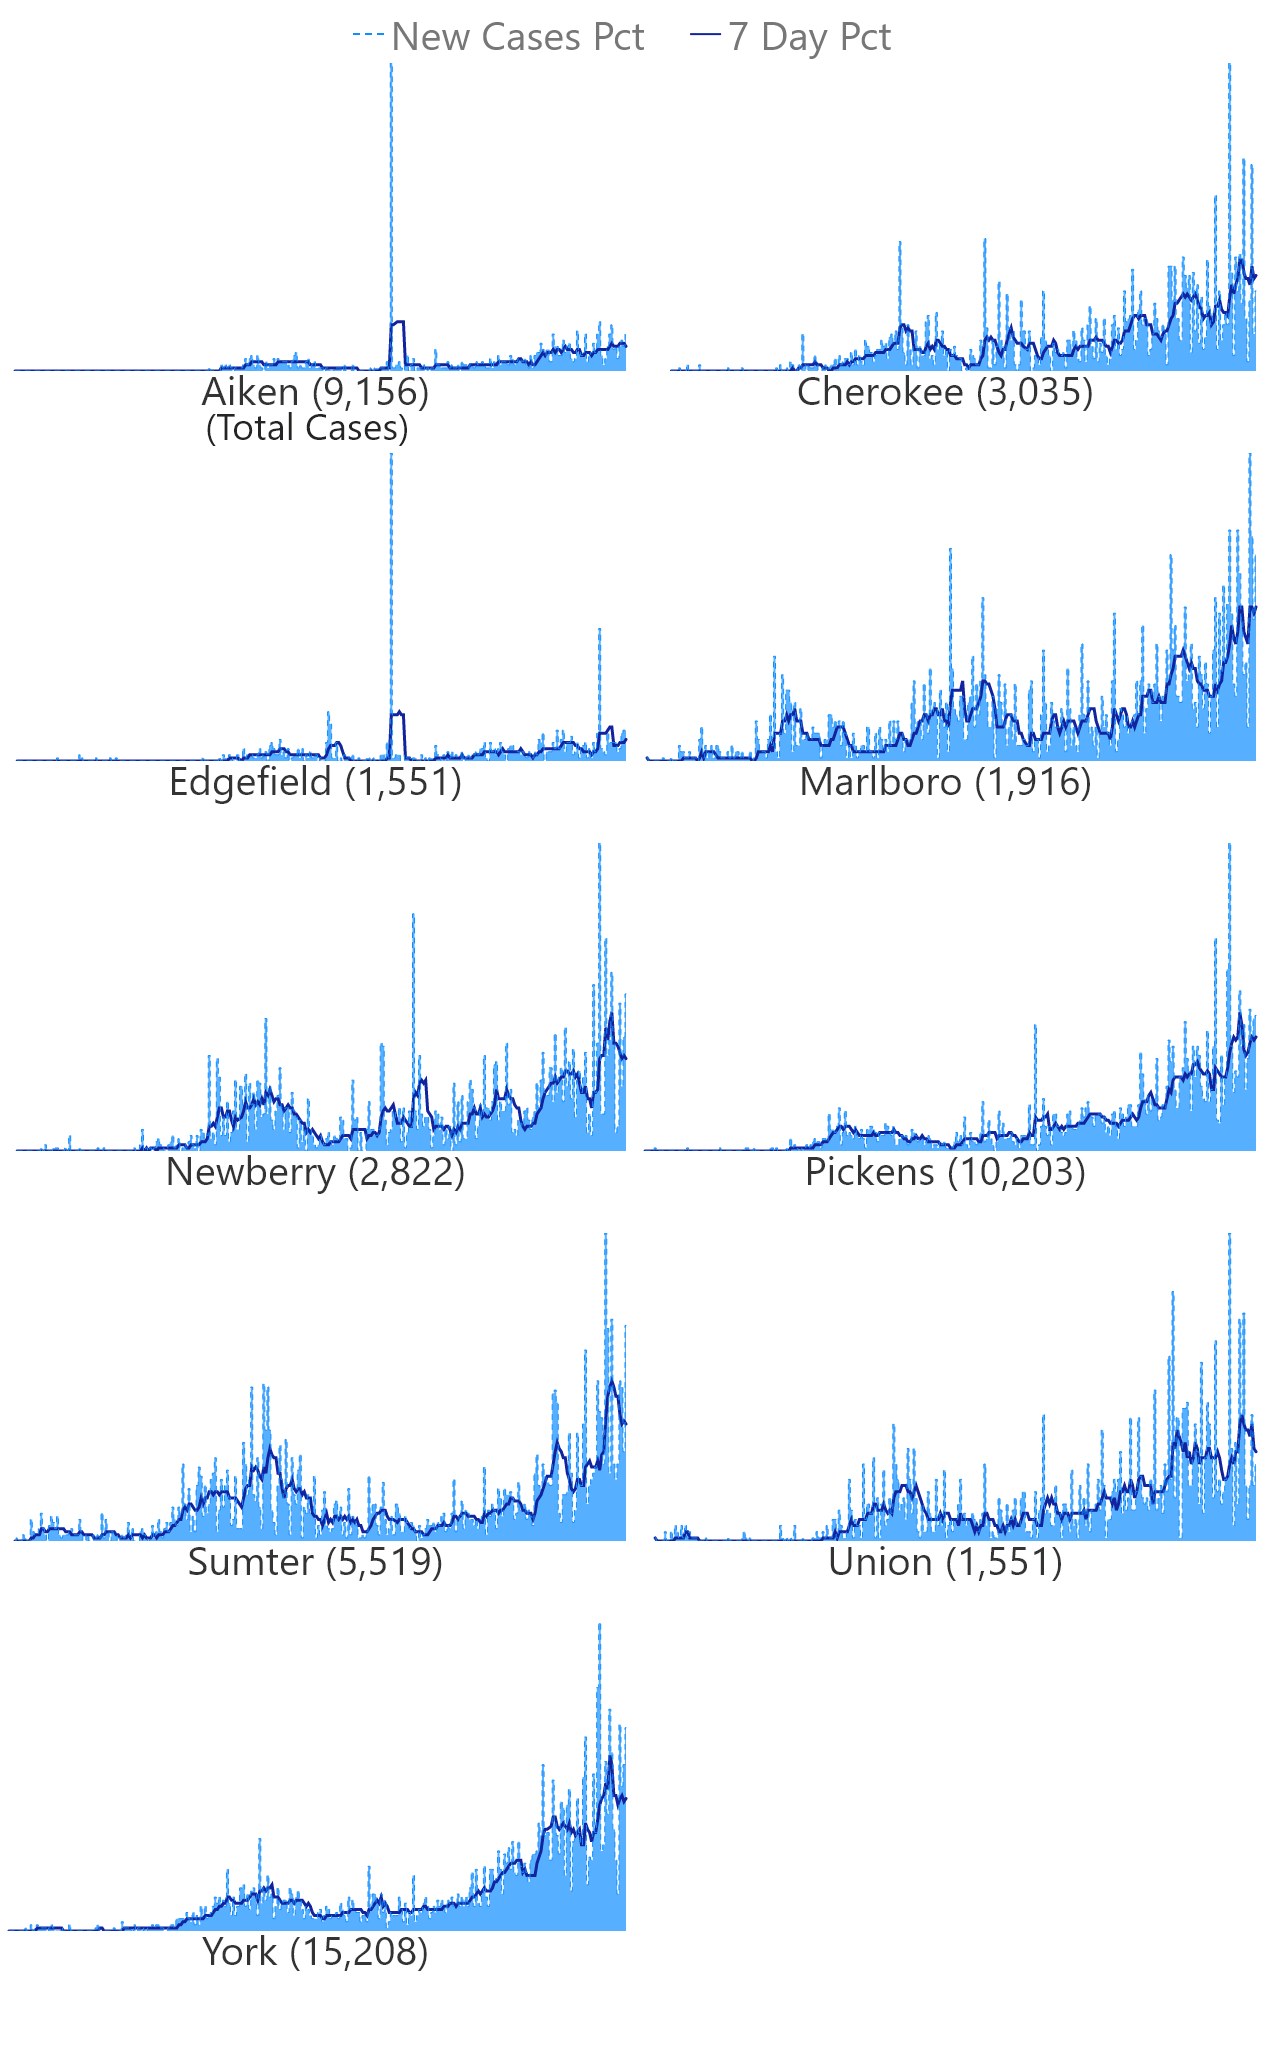 New Cases Pct 7 Day Pct
Aiken (9,156) Cherokee (3,035)
(Total Cases)
Edgefield (1,551) Marlboro (1,916)
Newberry (2,822) Pickens (10,203)
Sumter (5,519) Union (1,551)
York (15,208)